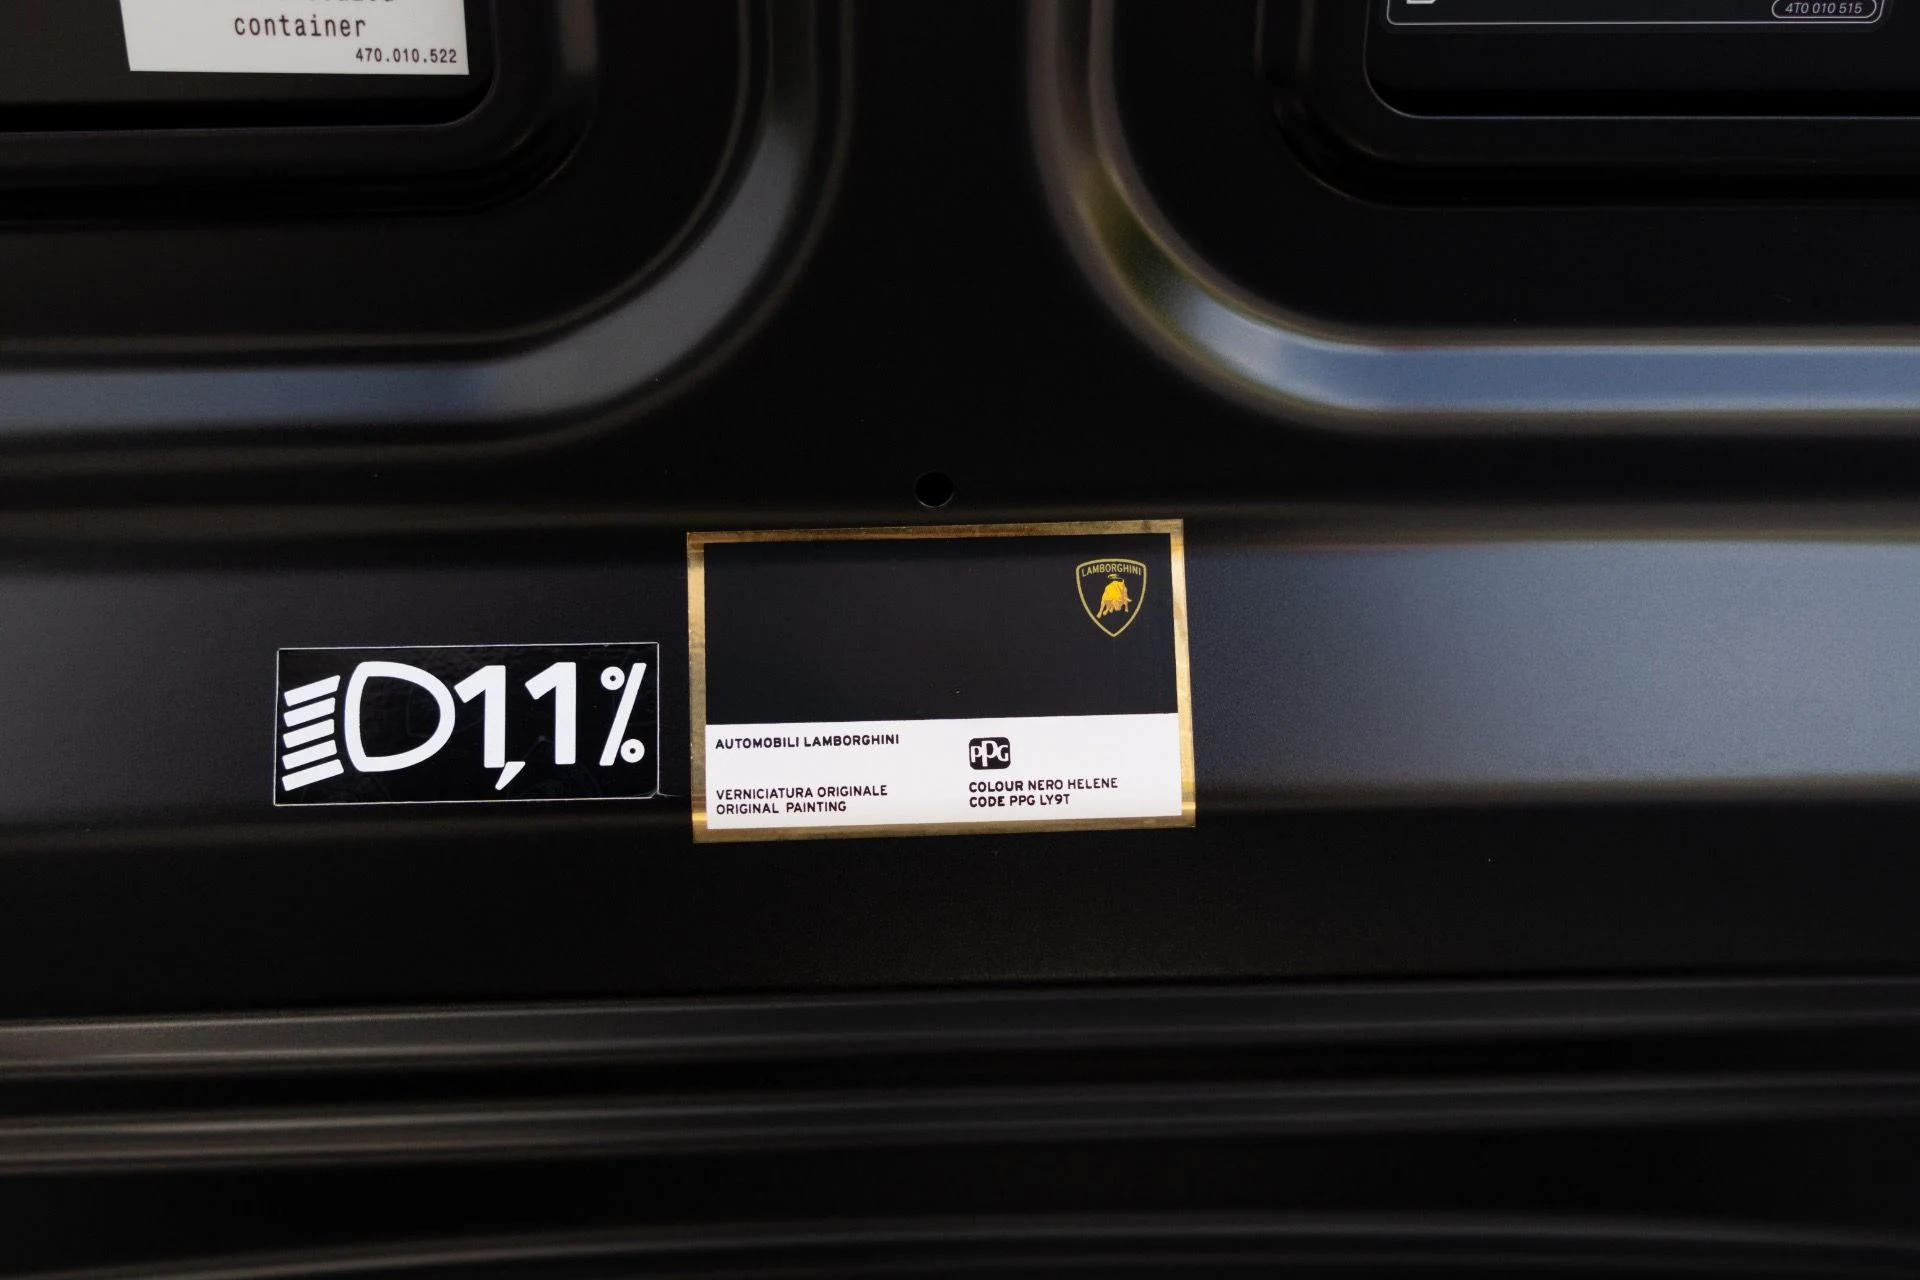 container
470.010.522
4T0 010 515
LAMBORGHINI
1,1%
AUTOMOBILI LAMBORGHINI
PPG
VERNICIATURA ORIGINALE
ORIGINAL PAINTING
COLOUR NERO HELENE
CODE PPG LY9T